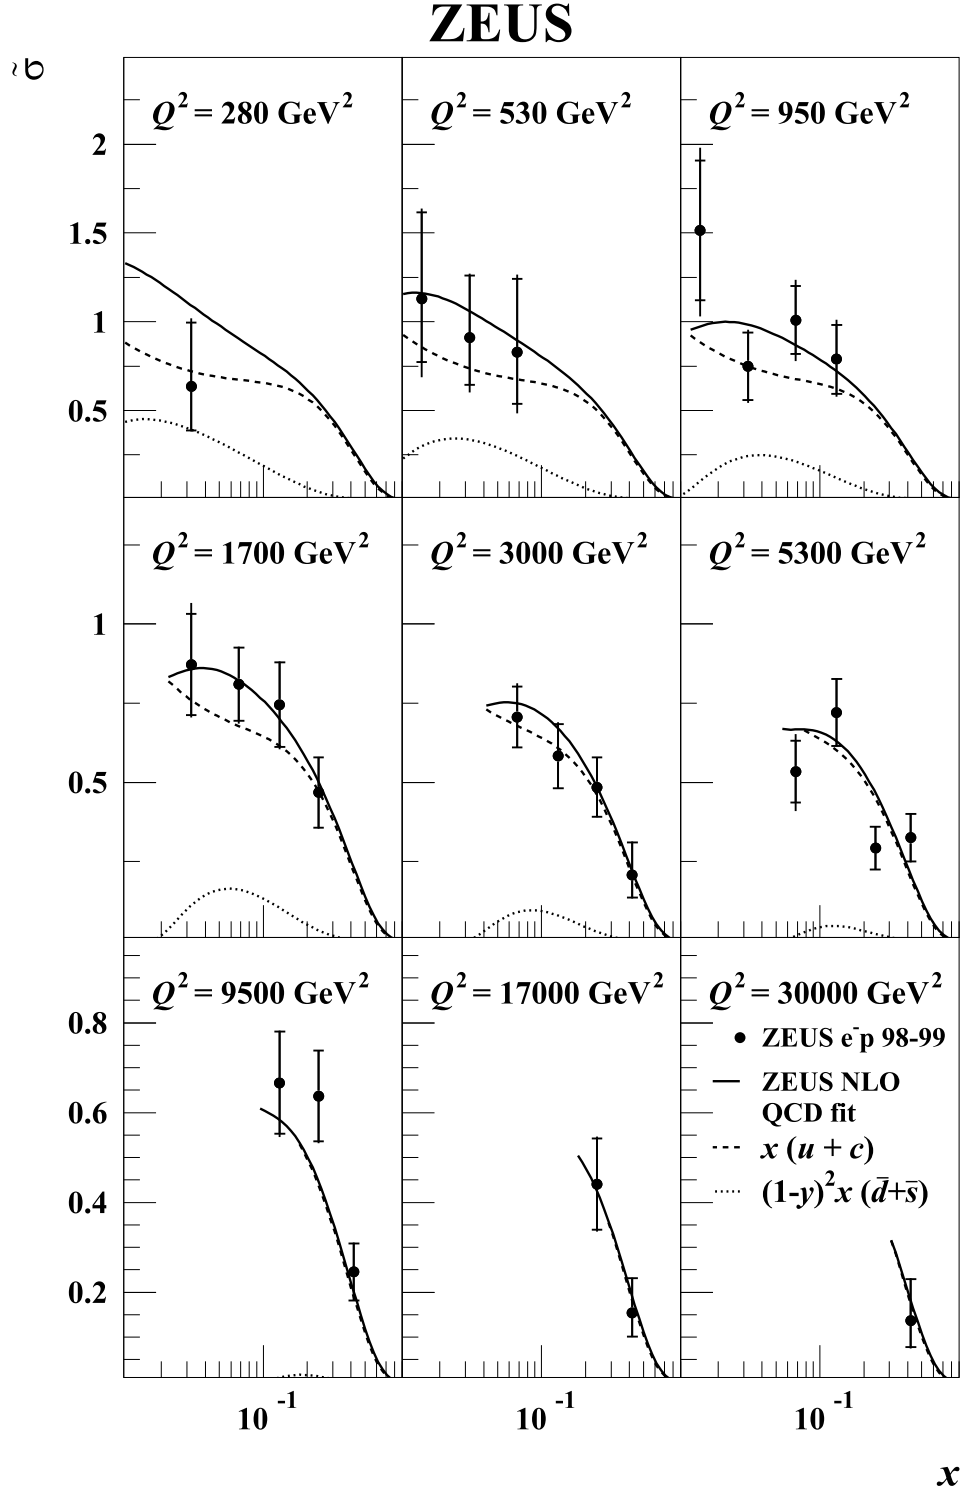 ZEUS
σ̃
Q² = 280 GeV²
Q² = 530 GeV²
Q² = 950 GeV²
2
1.5
1
0.5
Q² = 1700 GeV²
Q² = 3000 GeV²
Q² = 5300 GeV²
1
0.5
Q² = 9500 GeV²
Q² = 17000 GeV²
Q² = 30000 GeV²
ZEUS e⁻p 98-99
ZEUS NLO
QCD fit
x (u + c)
(1-y)²x (d̄+s̄)
0.8
0.6
0.4
0.2
10⁻¹
10⁻¹
10⁻¹
x